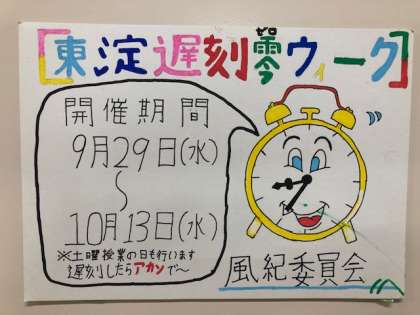 [東淀遅刻零ウィーク]
ゼロ
開催期間
9月29日(水)
〜
10月13日(水)
※土曜授業の日も行います
遅刻したらアカンで〜
風紀委員会